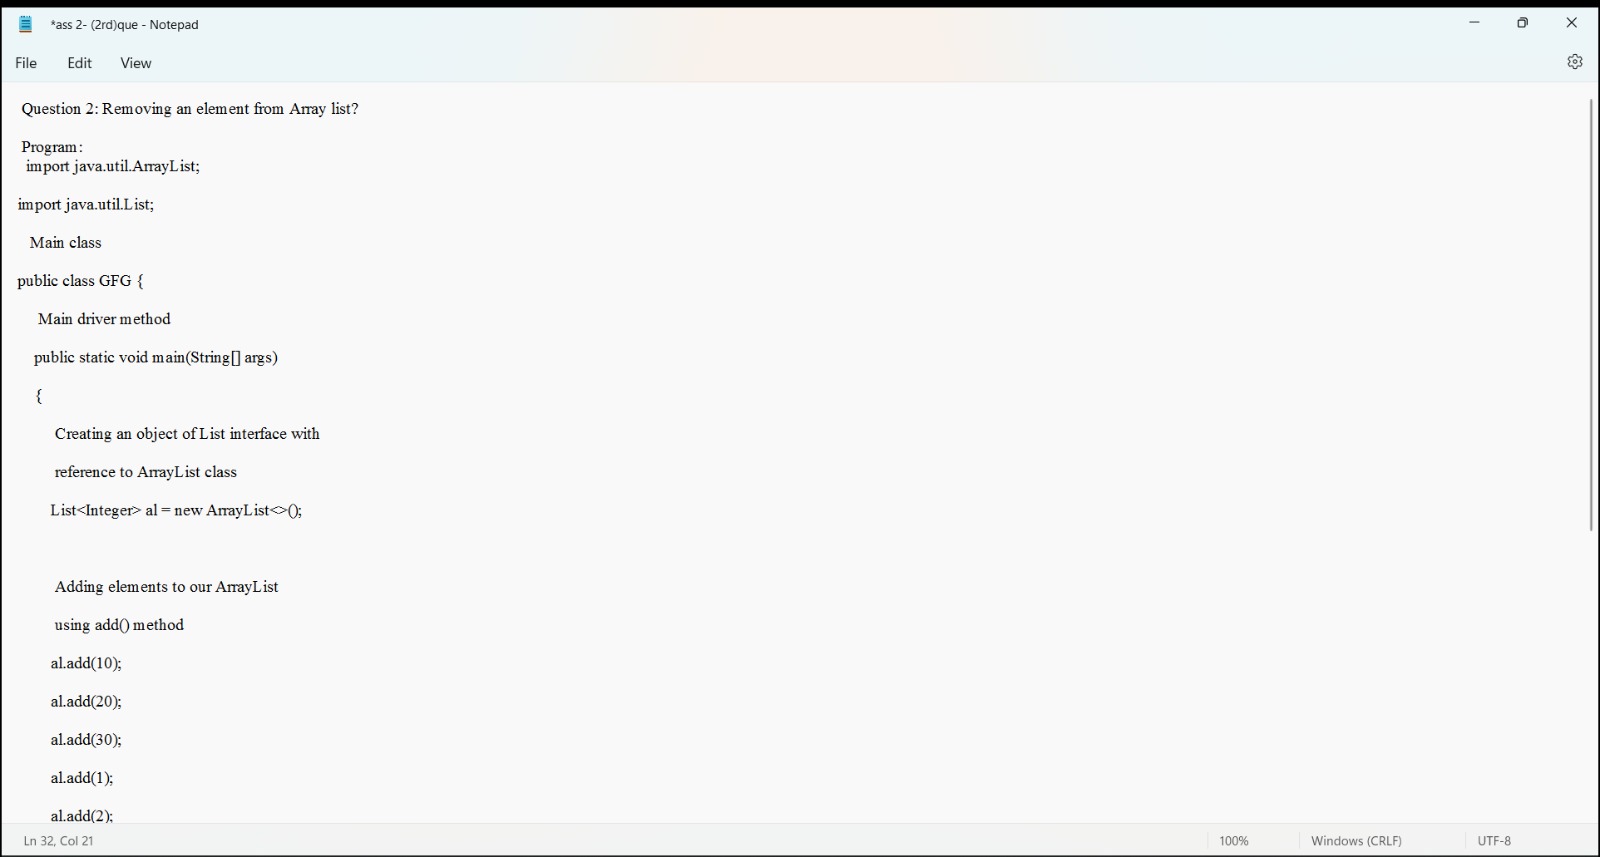 *ass 2- (2rd)que - Notepad
File Edit View
Question 2: Removing an element from Array list?
Program:
import java.util.ArrayList;
import java.util.List;
Main class
public class GFG {
Main driver method
public static void main(String[] args)
{
Creating an object of List interface with
reference to ArrayList class
List<Integer> al = new ArrayList<>();
Adding elements to our ArrayList
using add() method
al.add(10);
al.add(20);
al.add(30);
al.add(1);
al.add(2);
Ln 32, Col 21 100% Windows (CRLF) UTF-8